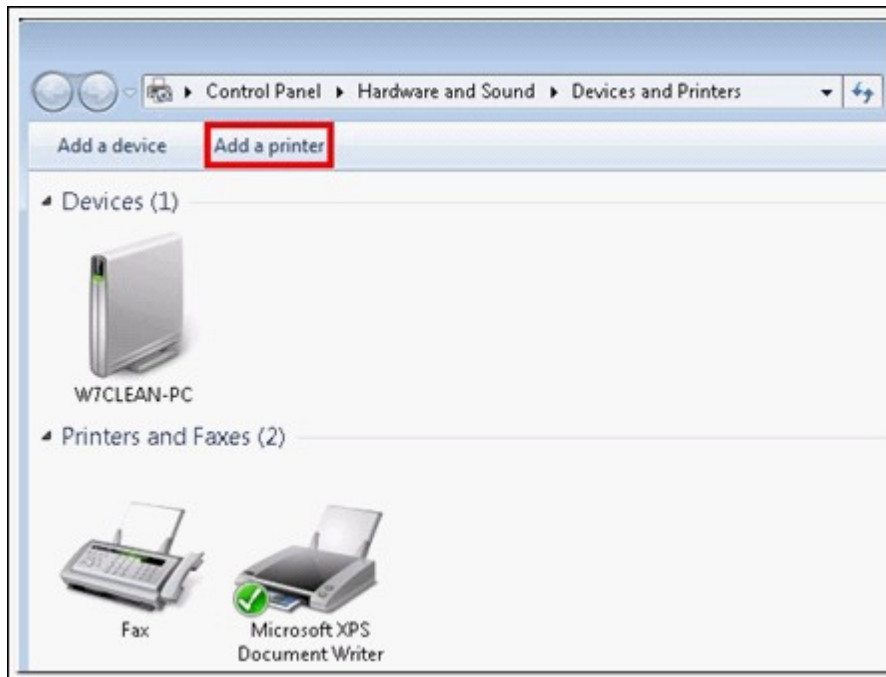 Control Panel ▸ Hardware and Sound ▸ Devices and Printers
Add a device Add a printer
Devices (1)
W7CLEAN-PC
Printers and Faxes (2)
Fax Microsoft XPS
Document Writer